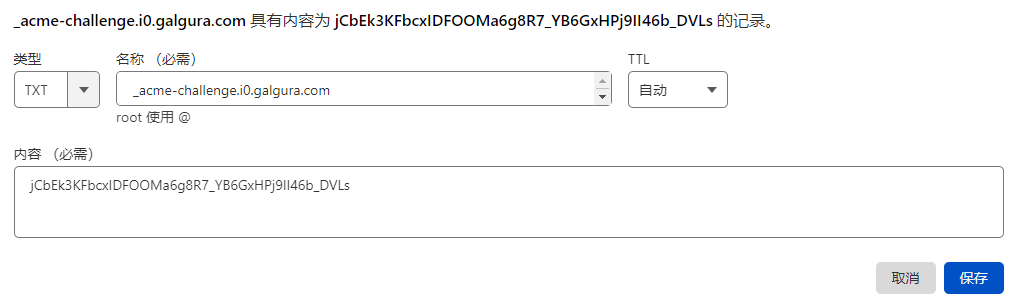 _acme-challenge.i0.galgura.com 具有内容为 jCbEk3KFbcxIDFOOMa6g8R7_YB6GxHPj9II46b_DVLs 的记录。
类型 名称 （必需） TTL
TXT _acme-challenge.i0.galgura.com 自动
root 使用 @
内容 （必需）
jCbEk3KFbcxIDFOOMa6g8R7_YB6GxHPj9II46b_DVLs
取消 保存